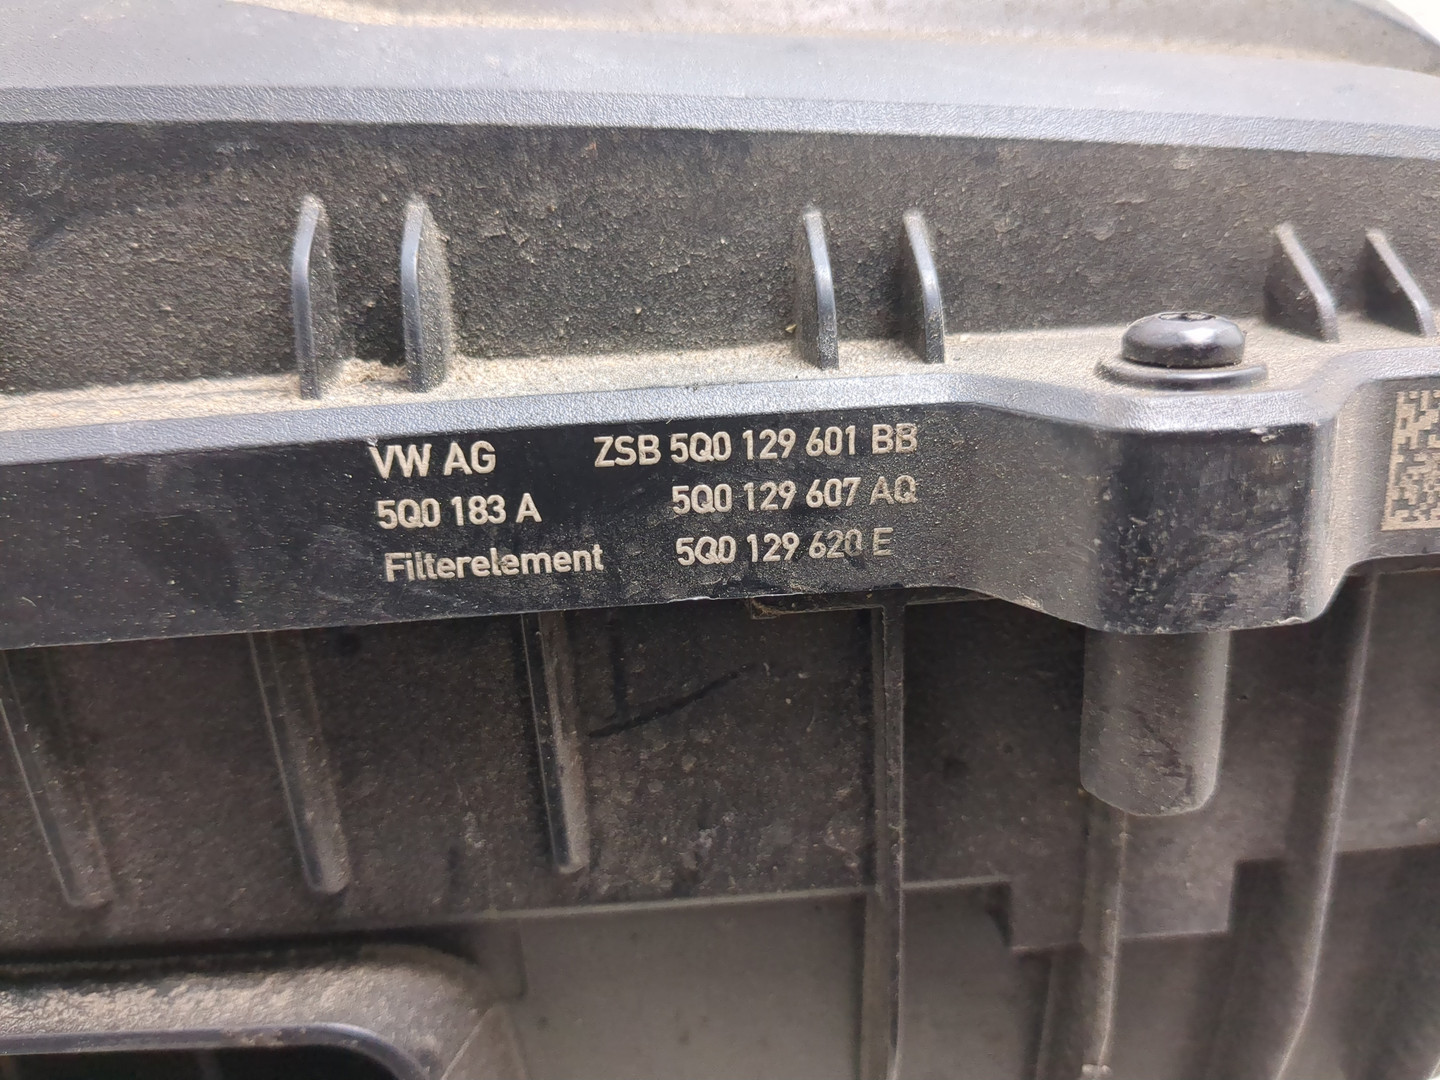 VW AG ZSB 5Q0 129 601 BB
5Q0 183 A 5Q0 129 607 AQ
Filterelement 5Q0 129 620 E